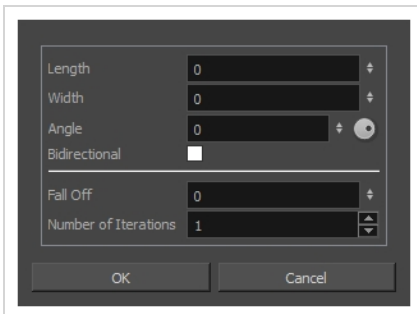 Length 0
Width 0
Angle 0
Bidirectional
Fall Off 0
Number of Iterations 1
OK Cancel